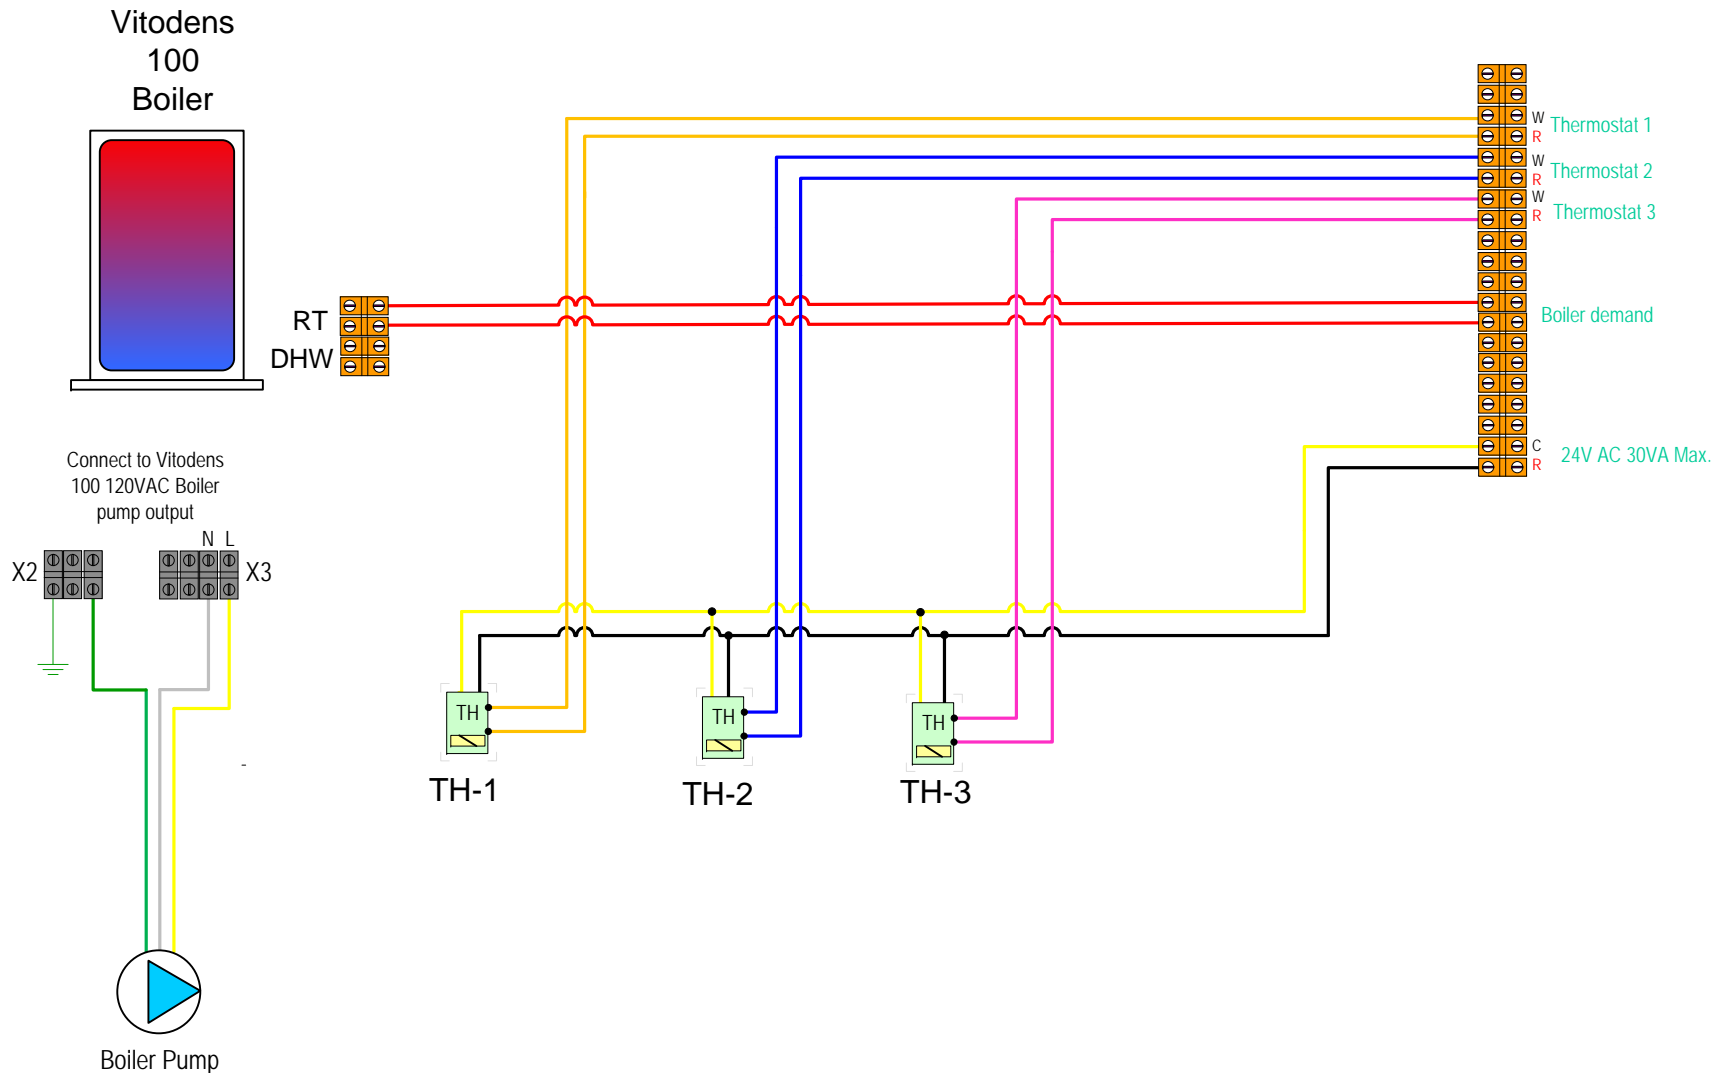 Vitodens
100
Boiler
W
R
Thermostat 1
W
R
Thermostat 2
W
R
Thermostat 3
RT
DHW
Boiler demand
C
R
24V AC 30VA Max.
Connect to Vitodens
100 120VAC Boiler
pump output
N L
X2
X3
TH
TH
TH
-
TH-1
TH-2
TH-3
Boiler Pump